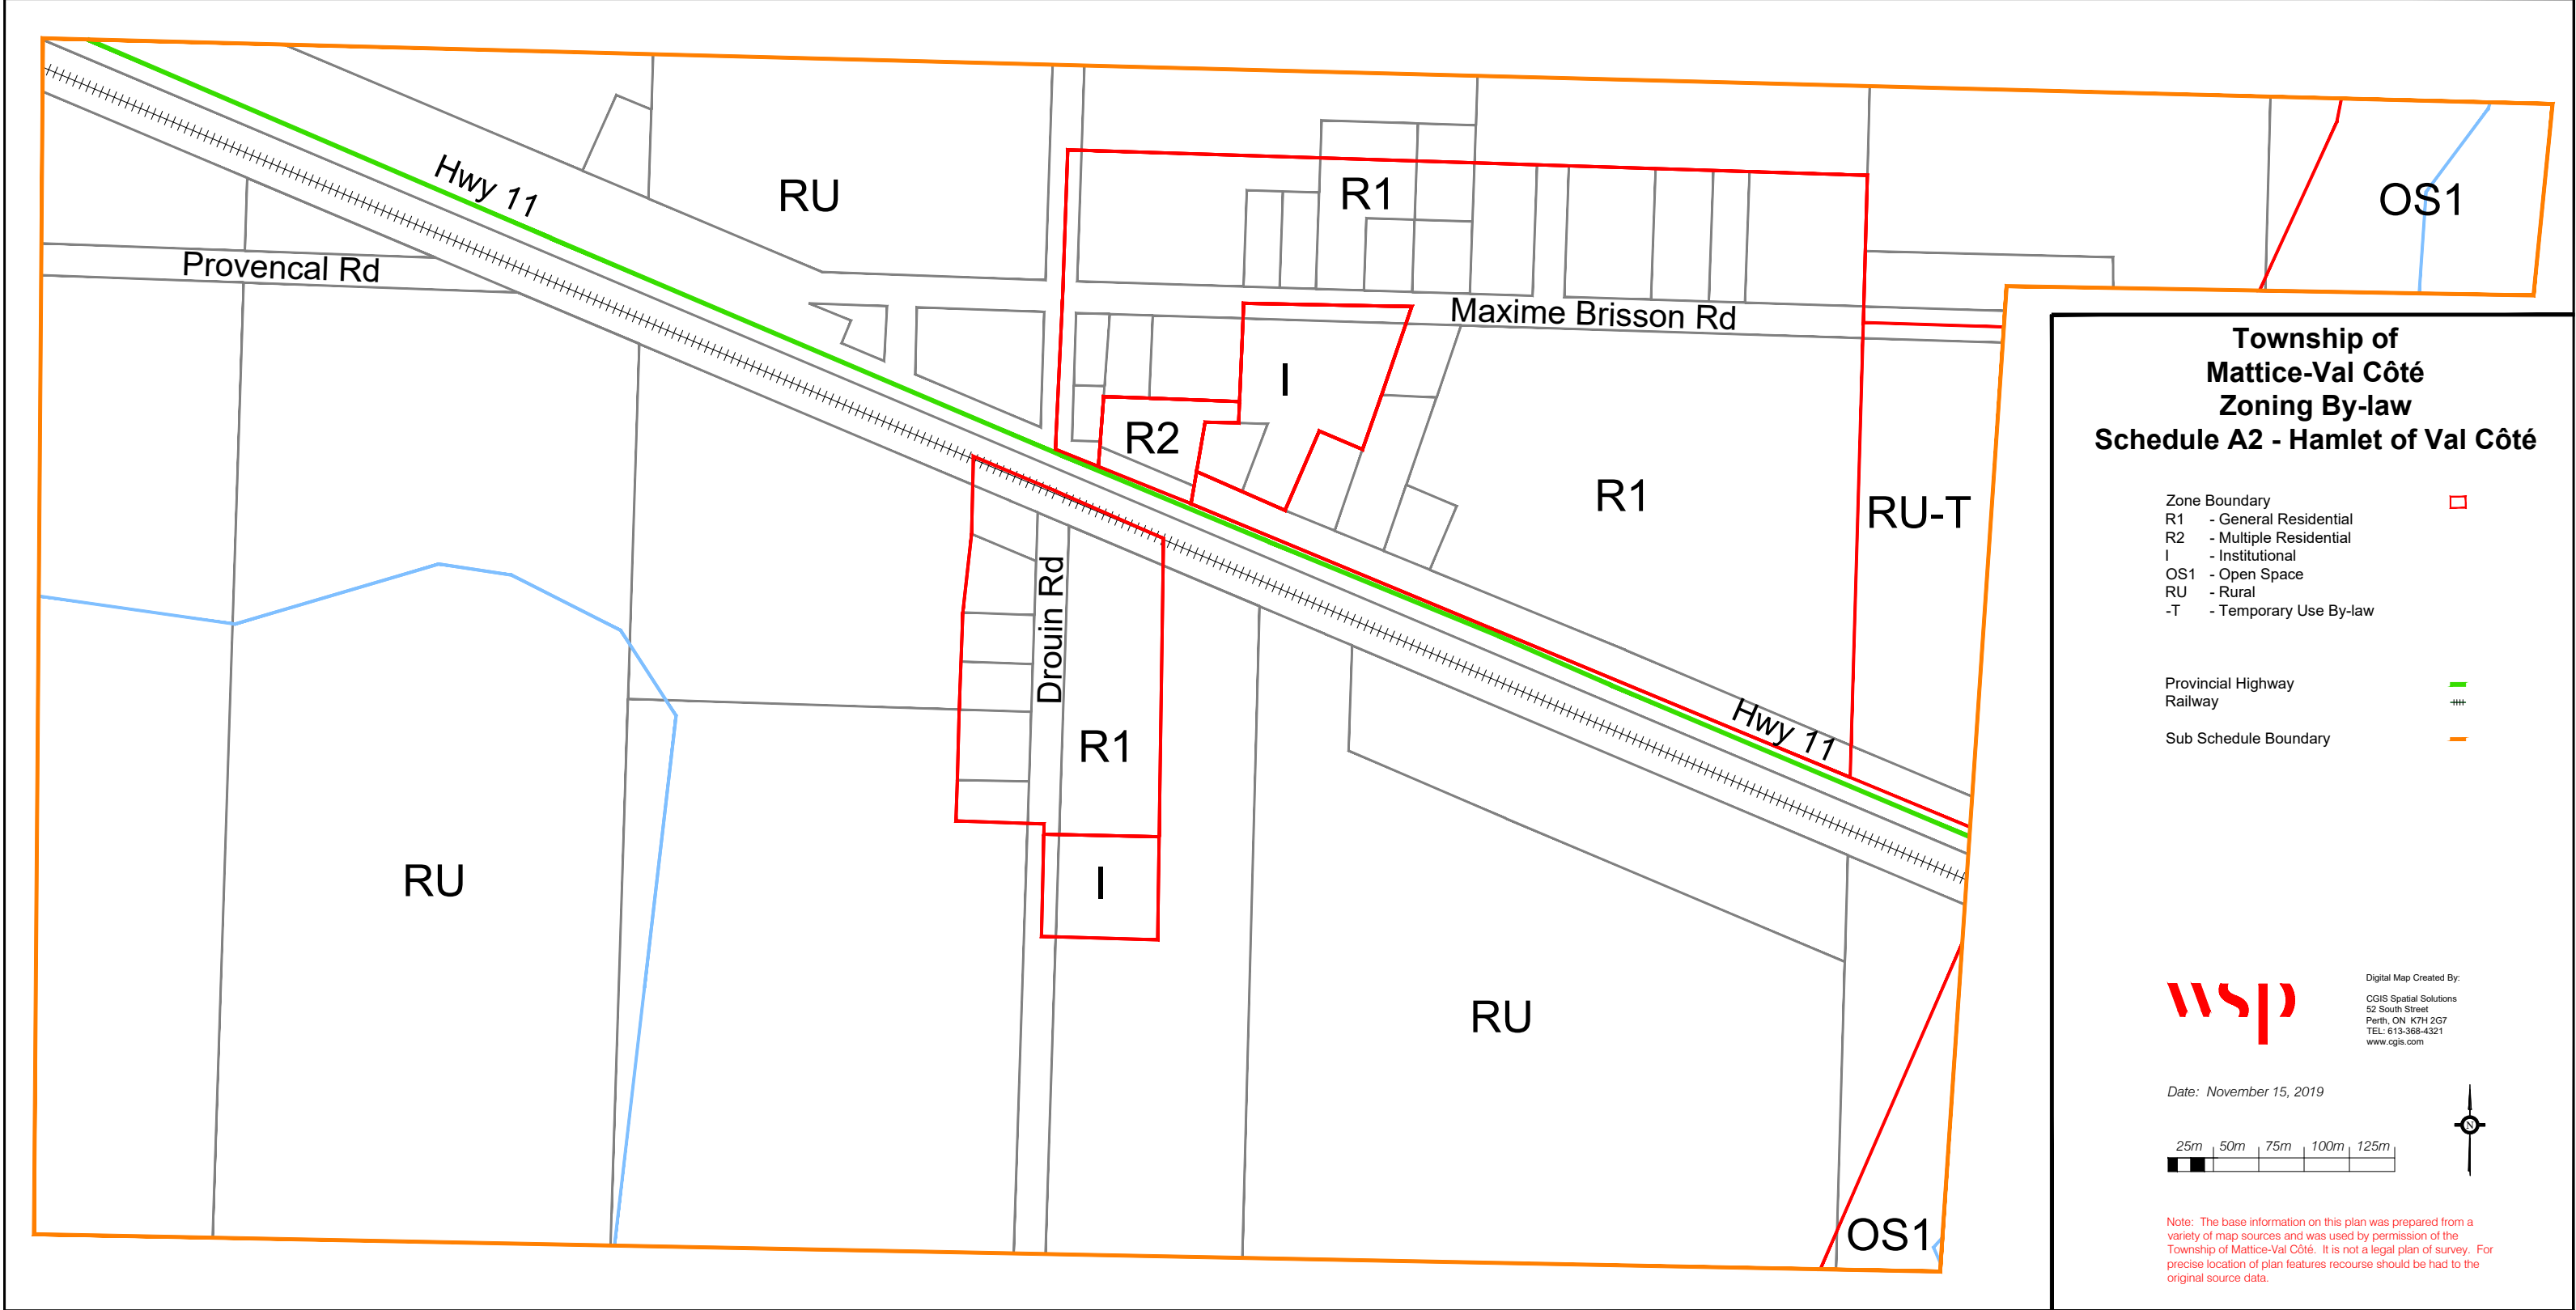 Hwy 11
RU
R1
OS1
Provencal Rd
Maxime Brisson Rd
I
R2
R1
RU-T
Drouin Rd
R1
Hwy 11
RU
I
RU
OS1
Township of
Mattice-Val Côté
Zoning By-law
Schedule A2 - Hamlet of Val Côté
Zone Boundary
R1 - General Residential
R2 - Multiple Residential
I - Institutional
OS1 - Open Space
RU - Rural
-T - Temporary Use By-law
Provincial Highway
Railway
Sub Schedule Boundary
wsp
Digital Map Created By:
CGIS Spatial Solutions
52 South Street
Perth, ON K7H 2G7
TEL: 613-368-4321
www.cgis.com
Date: November 15, 2019
N
25m 50m 75m 100m 125m
Note: The base information on this plan was prepared from a
variety of map sources and was used by permission of the
Township of Mattice-Val Côté. It is not a legal plan of survey. For
precise location of plan features recourse should be had to the
original source data.